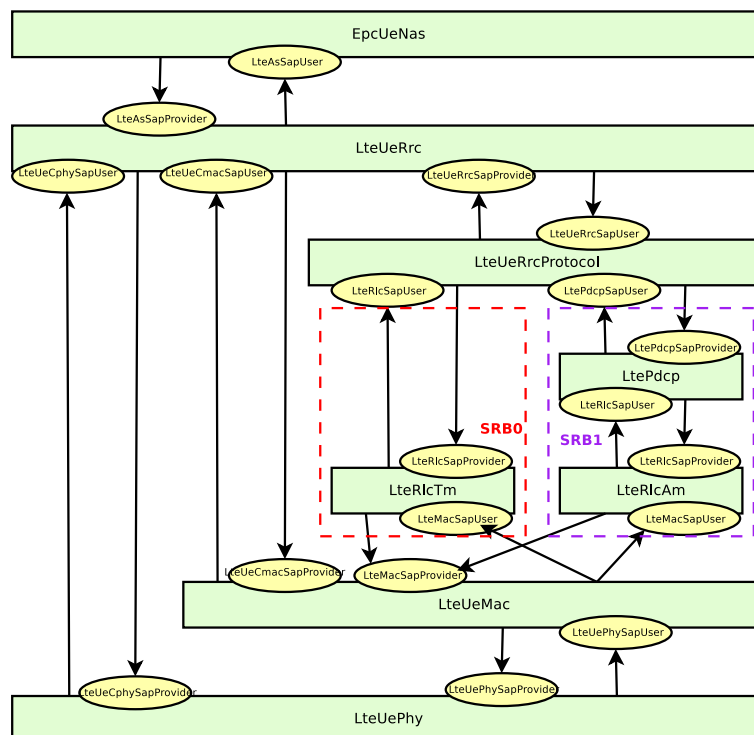 EpcUeNas
LteAsSapUser
LteAsSapProvider
LteUeRrc
LteUeCphySapUser
LteUeCmacSapUser
LteUeRrcSapProvider
LteUeRrcSapUser
LteUeRrcProtocol
LteRlcSapUser
LtePdcpSapUser
LtePdcpSapProvider
LtePdcp
LteRlcSapUser
SRB0
SRB1
LteRlcSapProvider
LteRlcSapProvider
LteRlcTm
LteRlcAm
LteMacSapUser
LteMacSapUser
LteUeCmacSapProvider
LteMacSapProvider
LteUeMac
LteUePhySapUser
LteUeCphySapProvider
LteUePhySapProvider
LteUePhy